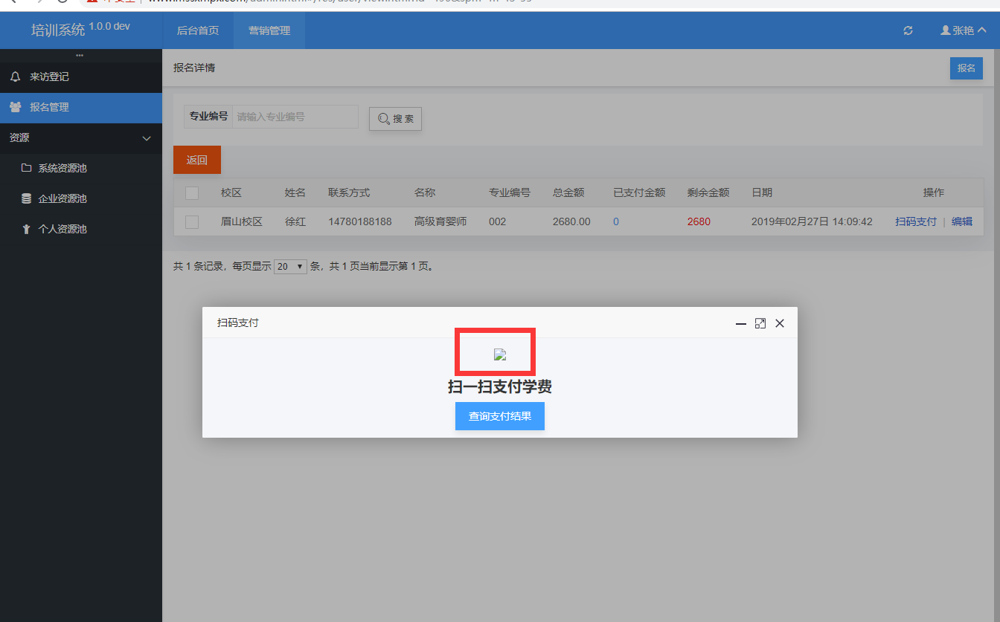 培训系统 1.0.0 dev
后台首页
营销管理
张艳
来访登记
报名管理
资源
系统资源池
企业资源池
个人资源池
报名详情
报名
专业编号 请输入专业编号
搜 索
返回
校区 姓名 联系方式 名称 专业编号 总金额 已支付金额 剩余金额 日期 操作
眉山校区 徐红 14780188188 高级育婴师 002 2680.00 0 2680 2019年02月27日 14:09:42 扫码支付 | 编辑
共 1 条记录，每页显示 20 条，共 1 页当前显示第 1 页。
扫码支付
扫一扫支付学费
查询支付结果